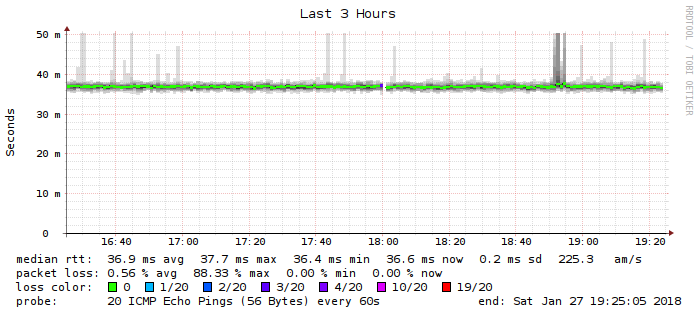 Last 3 Hours
RRDTOOL / TOBI OETIKER
Seconds
50 m
40 m
30 m
20 m
10 m
0
16:40 17:00 17:20 17:40 18:00 18:20 18:40 19:00 19:20
median rtt: 36.9 ms avg 37.7 ms max 36.4 ms min 36.6 ms now 0.2 ms sd 225.3 am/s
packet loss: 0.56 % avg 88.33 % max 0.00 % min 0.00 % now
loss color: 0 1/20 2/20 3/20 4/20 10/20 19/20
probe: 20 ICMP Echo Pings (56 Bytes) every 60s end: Sat Jan 27 19:25:05 2018